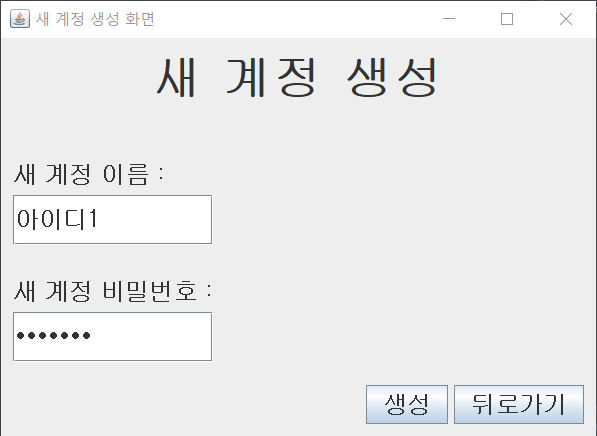 새 계정 생성 화면
새 계정 생성
새 계정 이름 :
아이디1
새 계정 비밀번호 :
•••••••
생성 뒤로가기